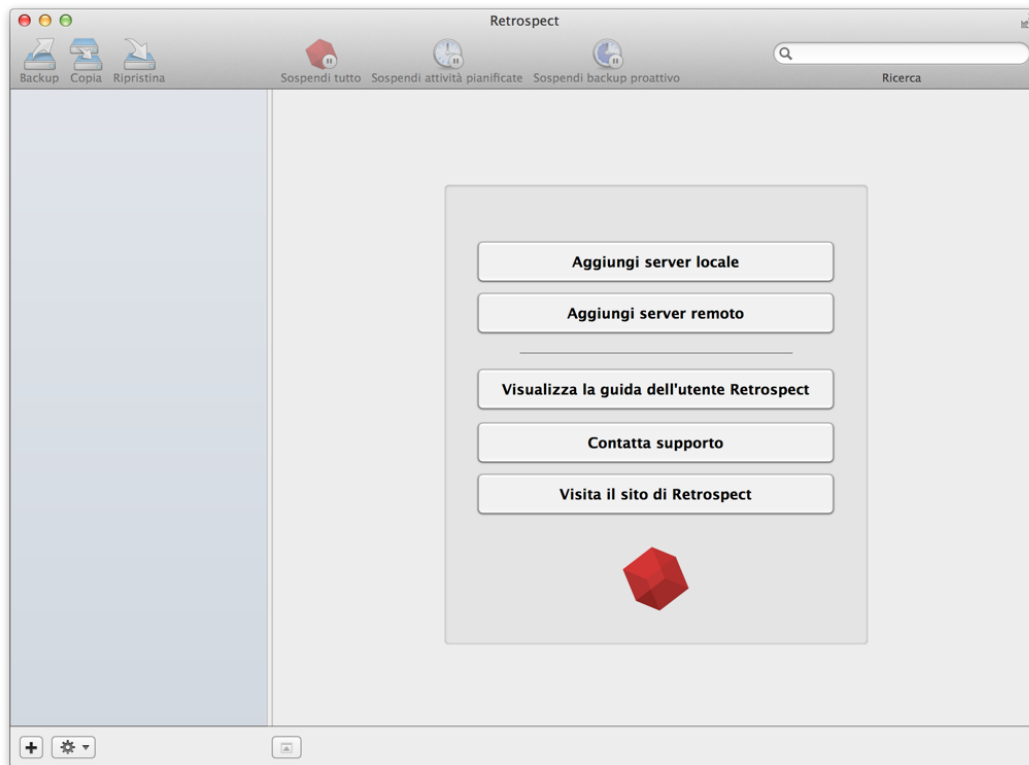 Retrospect
Backup Copia Ripristina Sospendi tutto Sospendi attività pianificate Sospendi backup proattivo Ricerca
Aggiungi server locale
Aggiungi server remoto
Visualizza la guida dell'utente Retrospect
Contatta supporto
Visita il sito di Retrospect